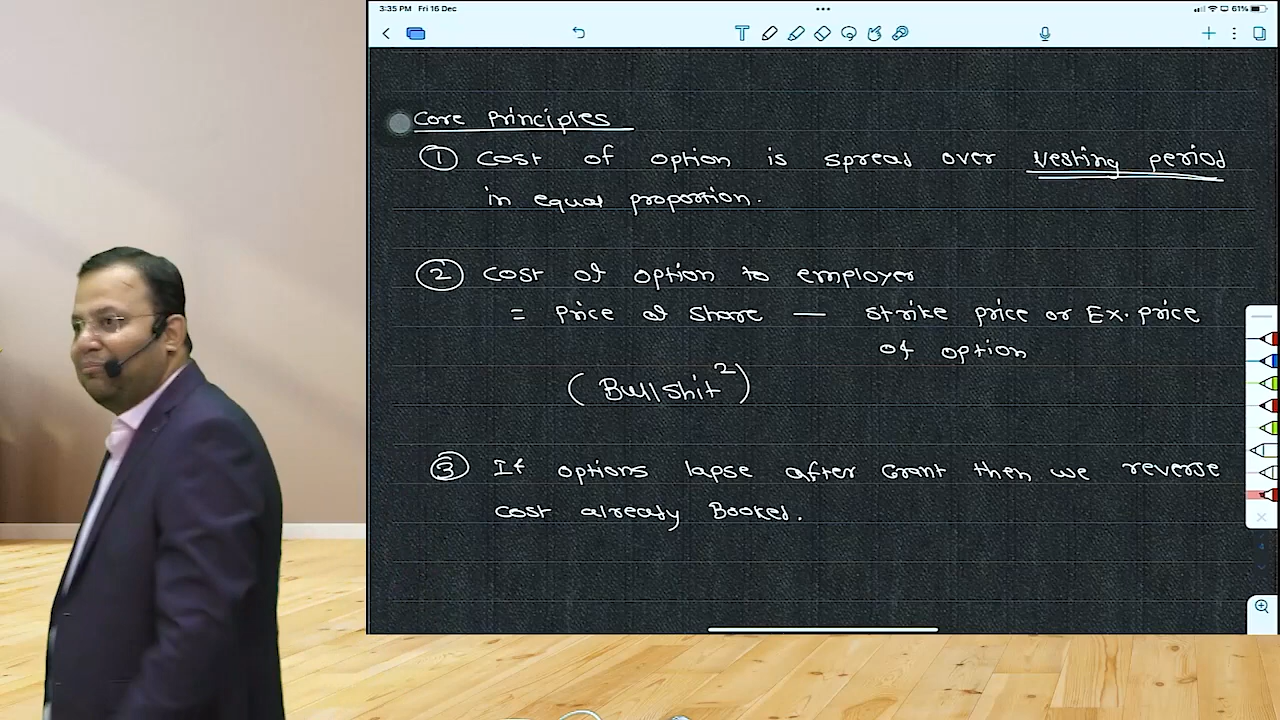 3:35 PM Fri 16 Dec
61%
T
Core Principles
① Cost of option is spread over vesting period
in equal proportion.
② Cost of option to employer
= Price of share — strike price or Ex. price
of option
(Bullshit²)
③ If options lapse after Grant then we reverse
cost already Booked.
4